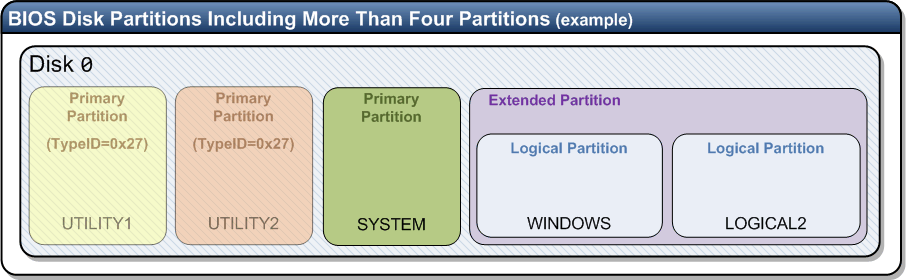 BIOS Disk Partitions Including More Than Four Partitions (example)
Disk 0
Primary
Partition
(TypeID=0x27)
UTILITY1
Primary
Partition
(TypeID=0x27)
UTILITY2
Primary
Partition
SYSTEM
Extended Partition
Logical Partition
WINDOWS
Logical Partition
LOGICAL2